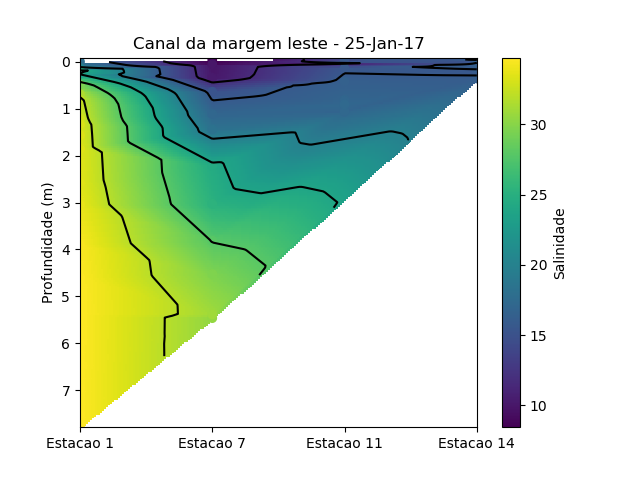 Canal da margem leste - 25-Jan-17
Profundidade (m)
0
1
2
3
4
5
6
7
Estacao 1
Estacao 7
Estacao 11
Estacao 14
30
25
20
15
10
Salinidade